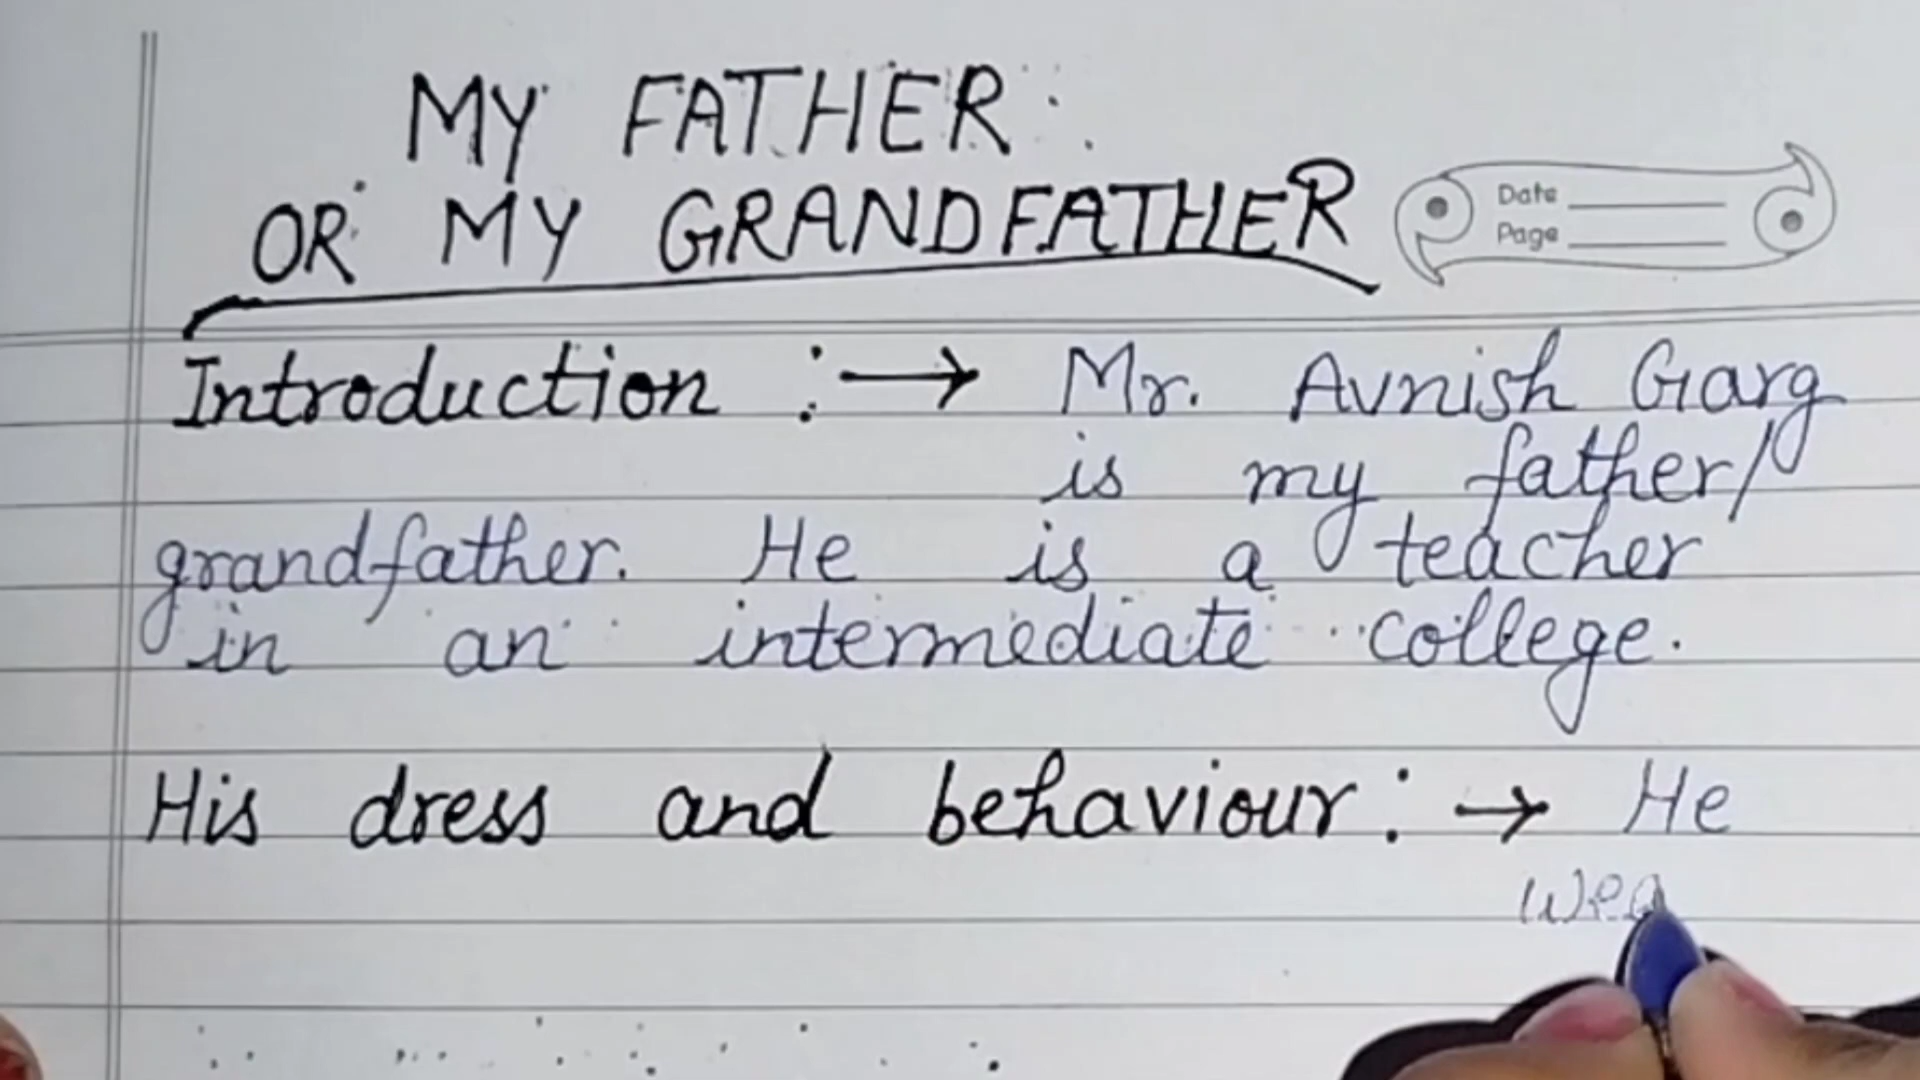 MY FATHER
OR MY GRANDFATHER
Date
Page
Introduction :→ Mr. Avnish Garg
is my father/
grandfather. He is a teacher
in an intermediate college.
His dress and behaviour :→ He
wea